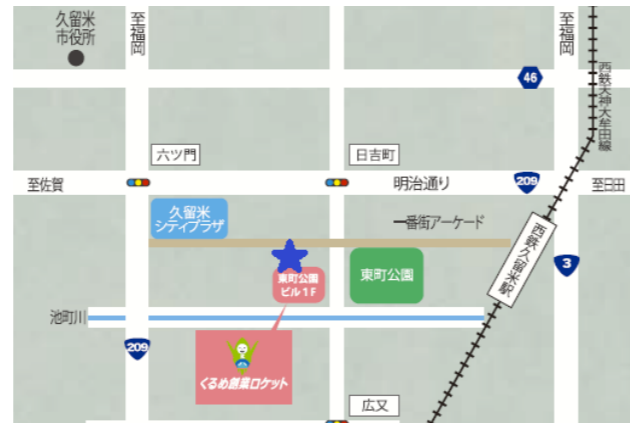 久留米
市役所
至福岡
至福岡
46
西鉄天神大牟田線
六ツ門
日吉町
至佐賀
明治通り
209
至日田
久留米
シティプラザ
一番街アーケード
西鉄久留米駅
3
東町公園
ビル1F
東町公園
池町川
209
くるめ創業ロケット
広又